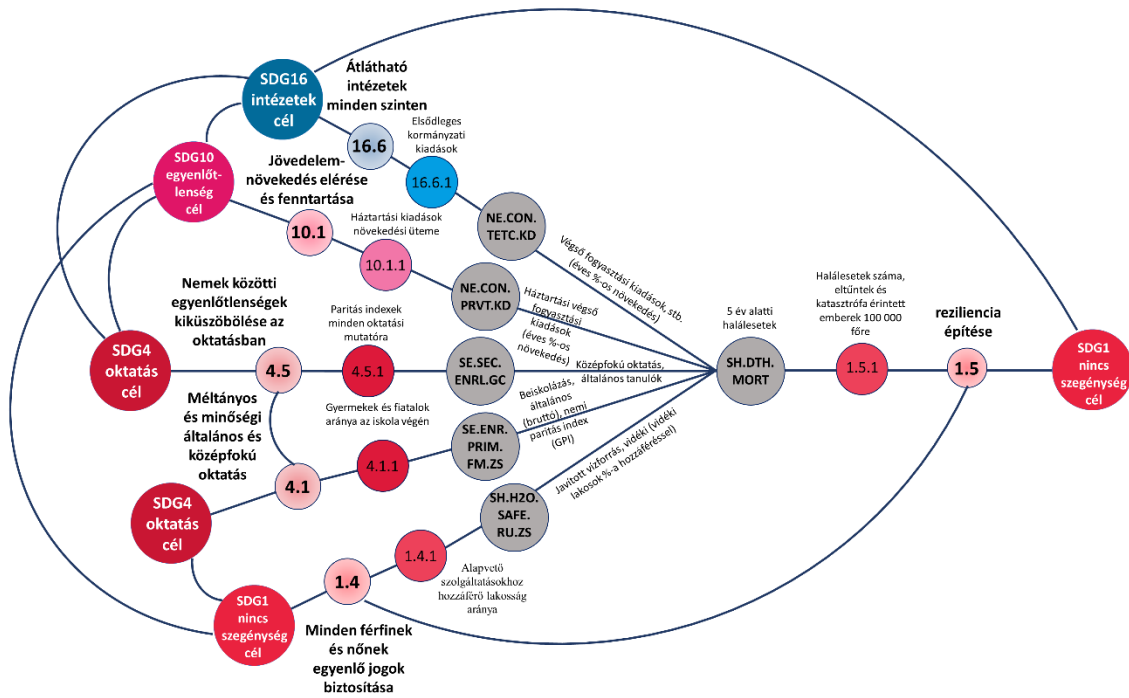 SDG16
intézetek
cél
Átlátható
intézetek
minden szinten
16.6
Elsődleges
kormányzati
kiadások
16.6.1
NE.CON.
TETC.KD
Végső fogyasztási kiadások, stb.
(éves %-os növekedés)
SDG10
egyenlőt-
lenség
cél
Jövedelem-
növekedés elérése
és fenntartása
10.1
Háztartási kiadások
növekedési üteme
10.1.1
NE.CON.
PRVT.KD
Háztartási végső
fogyasztási
kiadások
(éves %-os
növekedés)
Nemek közötti
egyenlőtlenségek
kiküszöbölése az
oktatásban
SDG4
oktatás
cél
4.5
Paritás indexek
minden oktatási
mutatóra
4.5.1
SE.SEC.
ENRL.GC
Középfokú oktatás,
általános tanulók
5 év alatti
halálesetek
SH.DTH.
MORT
Halálesetek száma,
eltűntek és
katasztrófa érintett
emberek 100 000
főre
1.5.1
reziliencia
építése
1.5
SDG1
nincs
szegénység
cél
Méltányos
és minőségi
általános és
középfokú
oktatás
SDG4
oktatás
cél
4.1
Gyermekek és fiatalok
aránya az iskola végén
4.1.1
SE.ENR.
PRIM.
FM.ZS
Beiskolázás,
általános
(bruttó), nemi
paritás index
(GPI)
SDG1
nincs
szegénység
cél
1.4
Minden férfinek
és nőnek
egyenlő jogok
biztosítása
1.4.1
Alapvető
szolgáltatásokhoz
hozzáférő lakosság
aránya
SH.H2O.
SAFE.
RU.ZS
Javított vízforrás, vidéki (vidéki
lakosok %-a hozzáféréssel)